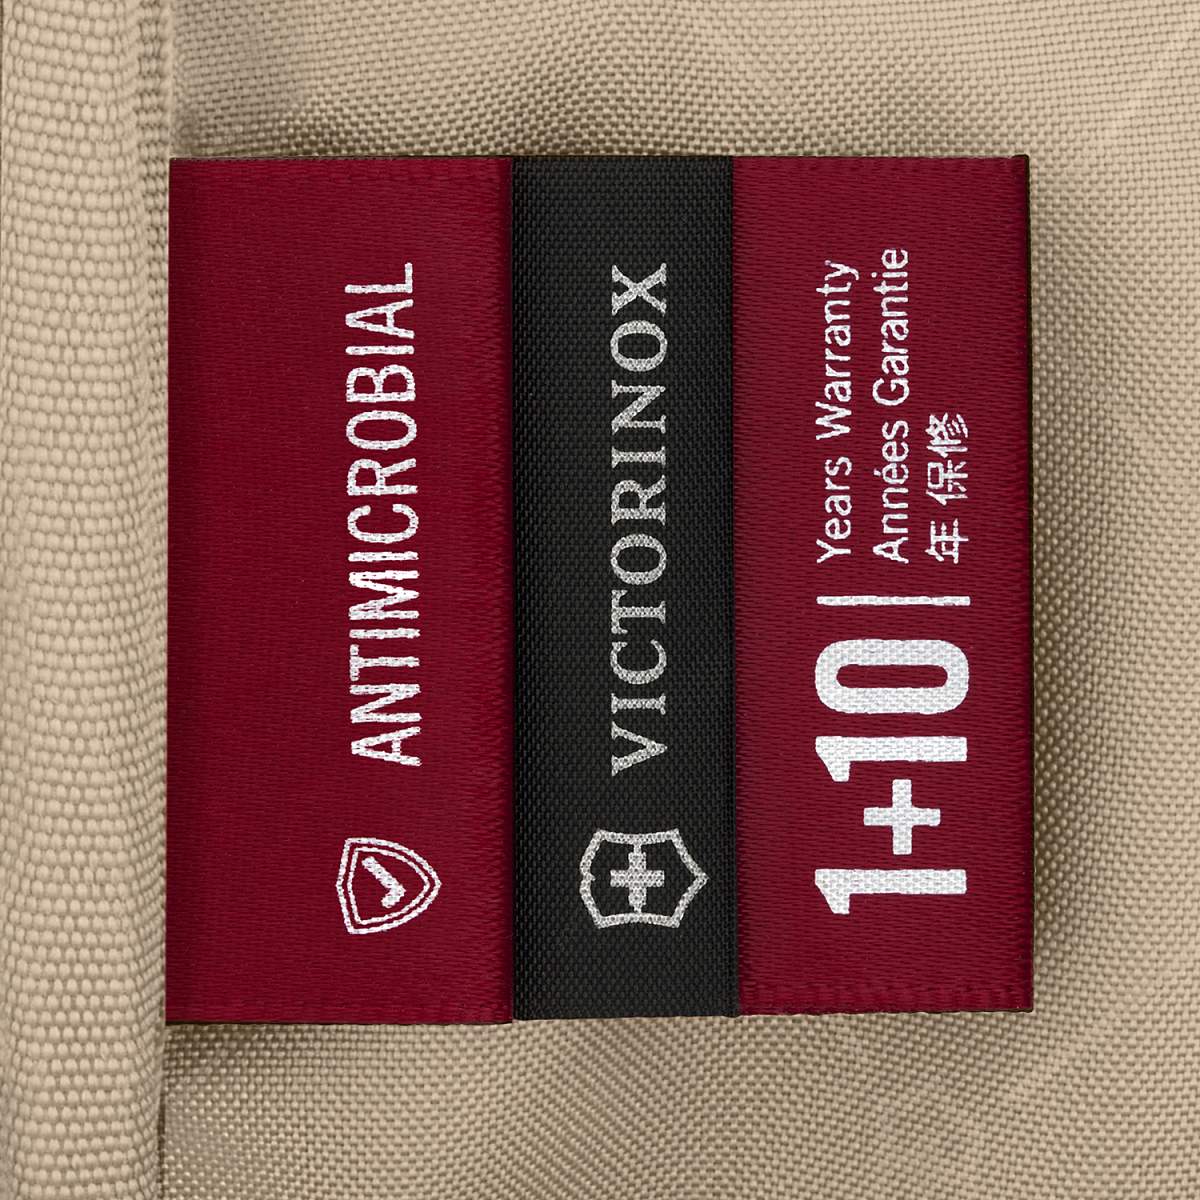 ANTIMICROBIAL
VICTORINOX
1+10
Years Warranty
Années Garantie
年 保修